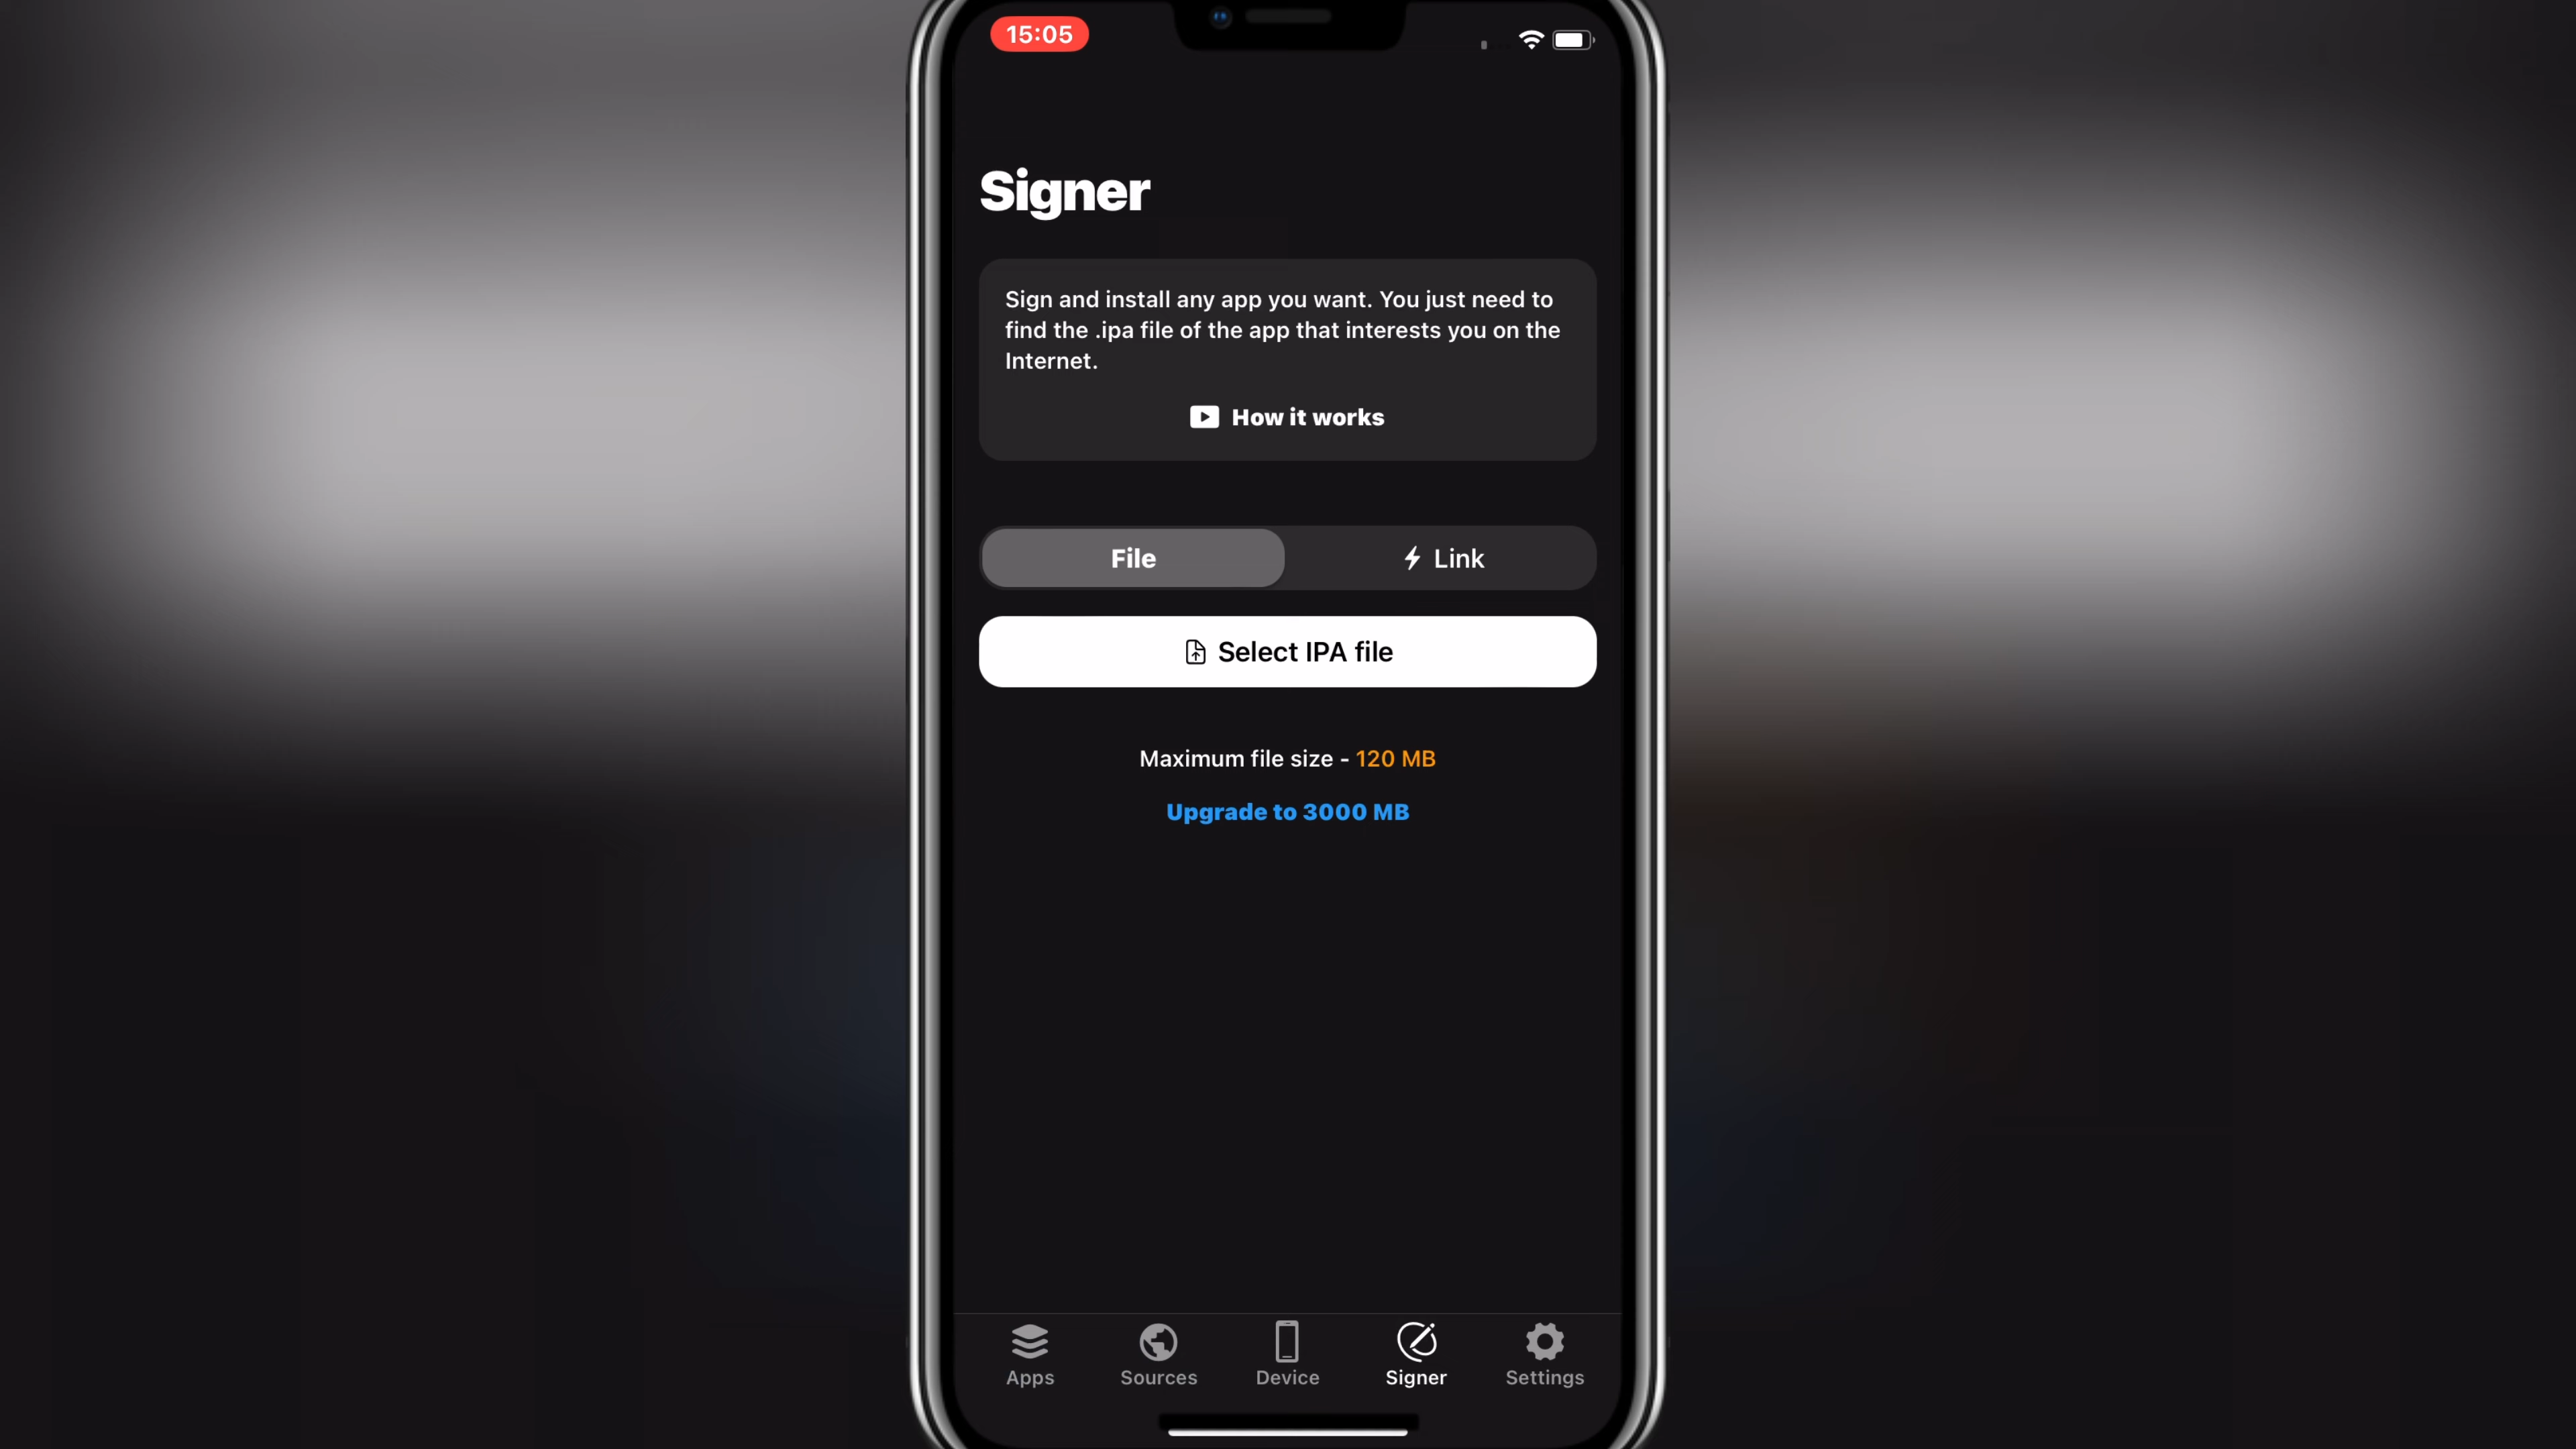 15:05
Signer
Sign and install any app you want. You just need to
find the .ipa file of the app that interests you on the
Internet.
How it works
File
Link
Select IPA file
Maximum file size - 120 MB
Upgrade to 3000 MB
Apps
Sources
Device
Signer
Settings